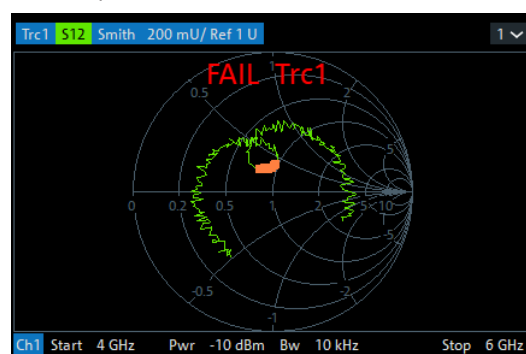 Trc1 S12 Smith 200 mU/ Ref 1 U 1
FAIL Trc1
1
0.5 2
5
0 0.2 0.5 1 2 5 10
-5
-0.5 -2
-1
Ch1 Start 4 GHz Pwr -10 dBm Bw 10 kHz Stop 6 GHz